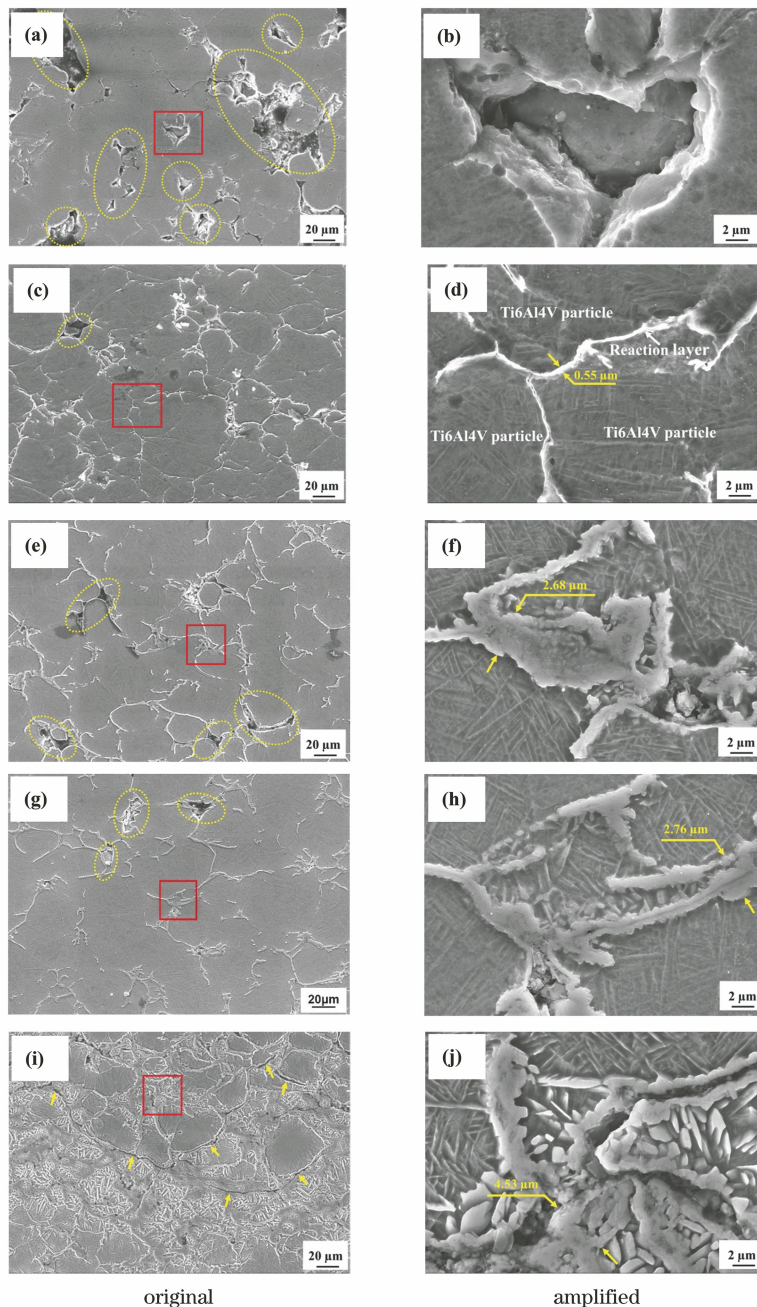 (a)
20 μm
(b)
2 μm
(c)
20 μm
(d)
Ti6Al4V particle
Reaction layer
0.55 μm
Ti6Al4V particle
Ti6Al4V particle
2 μm
(e)
20 μm
(f)
2.68 μm
2 μm
(g)
20μm
(h)
2.76 μm
2 μm
(i)
20 μm
(j)
4.53 μm
2 μm
original
amplified